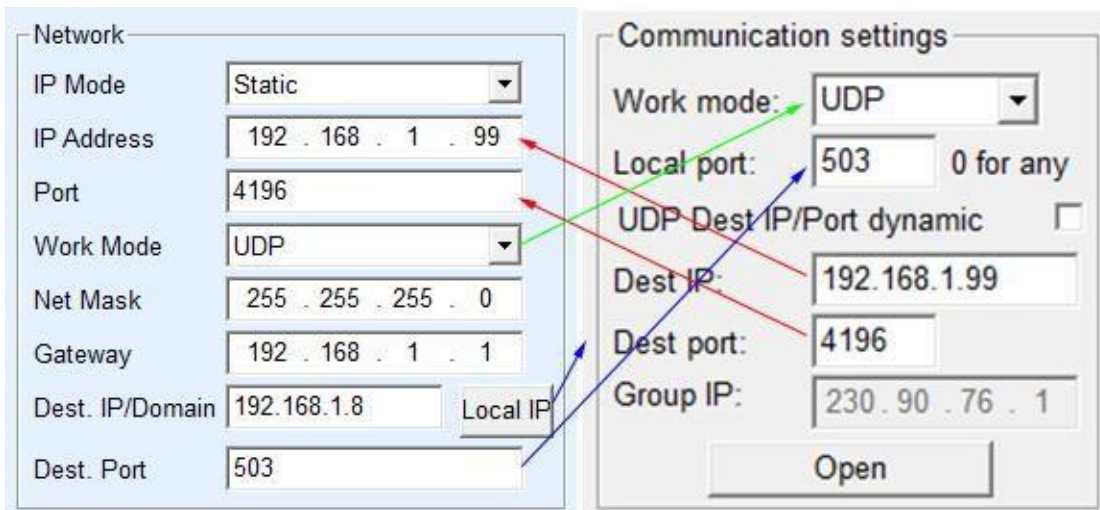 Network
IP Mode Static
IP Address 192 . 168 . 1 . 99
Port 4196
Work Mode UDP
Net Mask 255 . 255 . 255 . 0
Gateway 192 . 168 . 1 . 1
Dest. IP/Domain 192.168.1.8 Local IP
Dest. Port 503
Communication settings
Work mode: UDP
Local port: 503 0 for any
UDP Dest IP/Port dynamic
Dest IP: 192.168.1.99
Dest port: 4196
Group IP: 230 . 90 . 76 . 1
Open